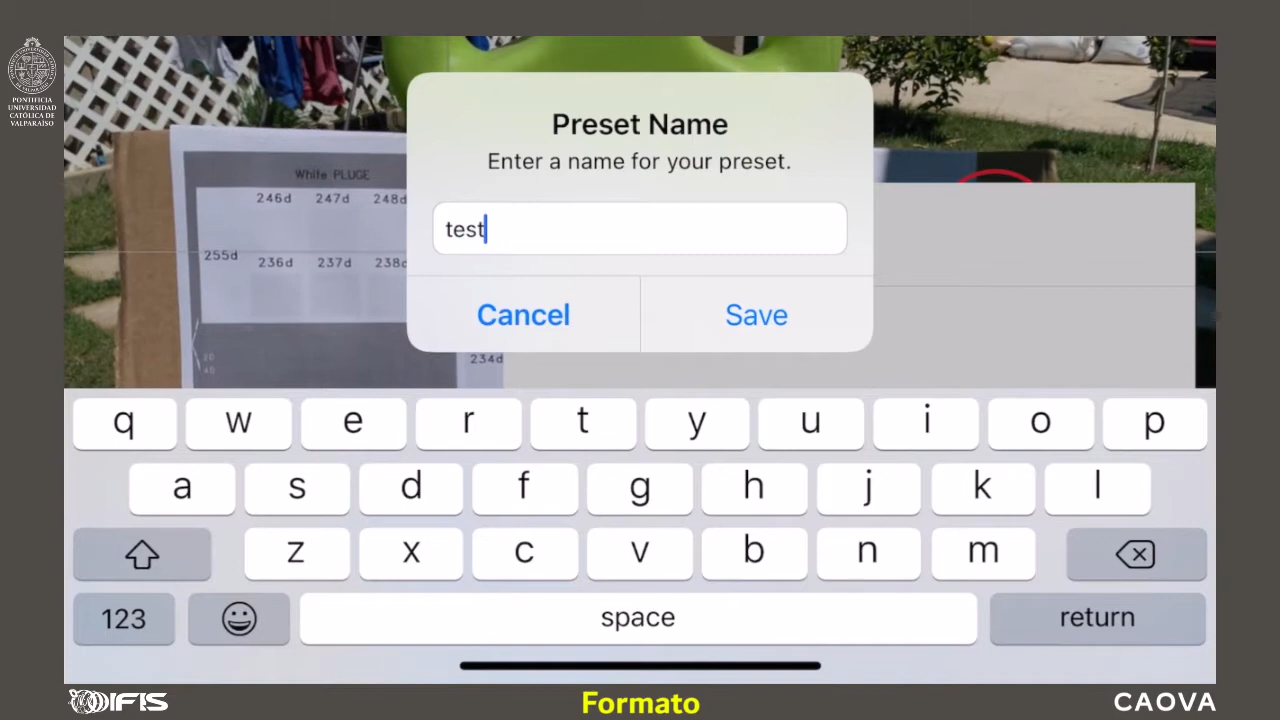 PONTIFICIA
UNIVERSIDAD
CATÓLICA DE
VALPARAÍSO
Preset Name
Enter a name for your preset.
test
Cancel
Save
White PLUGE
246d 247d 248d
255d
236d 237d 238d
234d
q w e r t y u i o p
a s d f g h j k l
z x c v b n m
123
space
return
IFIS
Formato
CAOVA